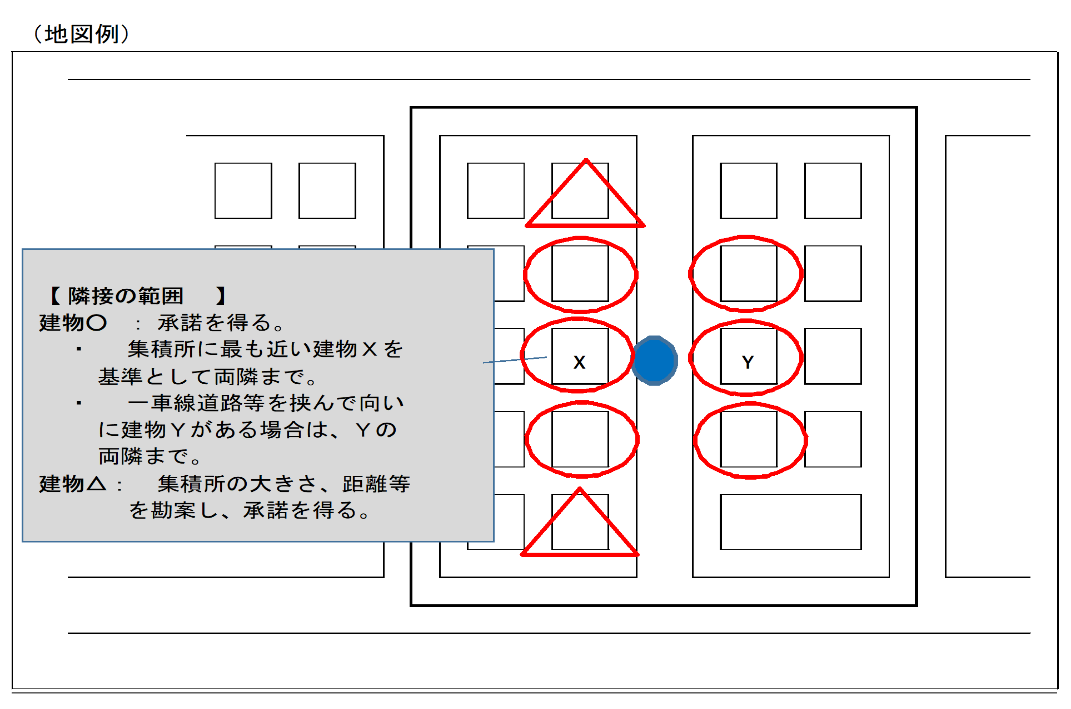 （地図例）
【 隣接の範囲 】
建物〇 ： 承諾を得る。
・ 集積所に最も近い建物Ｘを
基準として両隣まで。
・ 一車線道路等を挟んで向い
に建物Ｙがある場合は、Ｙの
両隣まで。
建物△： 集積所の大きさ、距離等
を勘案し、承諾を得る。
X
Y